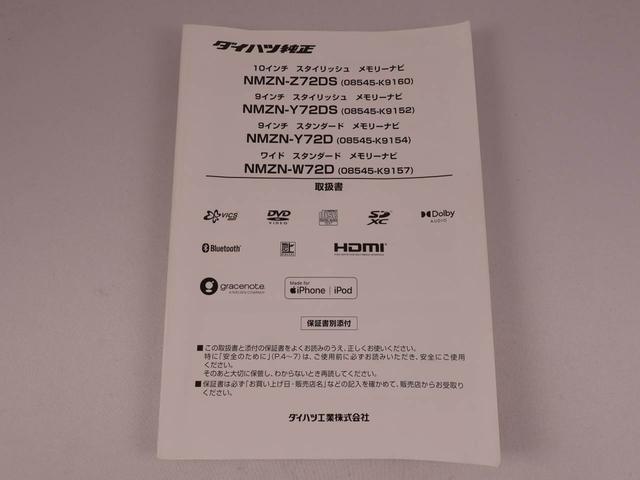 ダイハツ純正
10インチ スタイリッシュ メモリーナビ
NMZN-Z72DS (08545-K9160)
9インチ スタイリッシュ メモリーナビ
NMZN-Y72DS (08545-K9152)
9インチ スタンダード メモリーナビ
NMZN-Y72D (08545-K9154)
ワイド スタンダード メモリーナビ
NMZN-W72D (08545-K9157)
取扱書
VICS DVD VIDEO SD XC Dolby AUDIO
Bluetooth HDMI
gracenote Made for iPhone | iPod
保証書別添付
■この取扱書と添付の保証書をよくお読みのうえ、正しくお使いください。
特に「安全のために」(P.4~7)は、ご使用前に必ずお読みいただき、安全にご使用
ください。
そのあと大切に保管し、わからないとき再読してください。
■保証書は必ず「お買い上げ日・販売店名」などの記入を確かめて、販売店からお受取り
ください。
ダイハツ工業株式会社